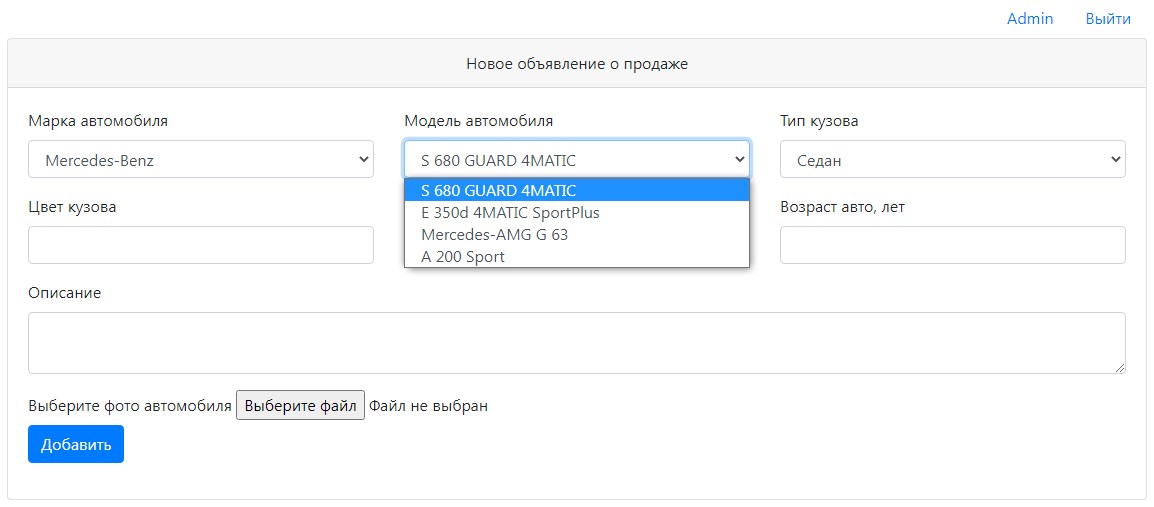 Admin Выйти
Новое объявление о продаже
Марка автомобиля Модель автомобиля Тип кузова
Mercedes-Benz S 680 GUARD 4MATIC Седан
S 680 GUARD 4MATIC
E 350d 4MATIC SportPlus
Mercedes-AMG G 63
A 200 Sport
Цвет кузова Возраст авто, лет
Описание
Выберите фото автомобиля Выберите файл Файл не выбран
Добавить